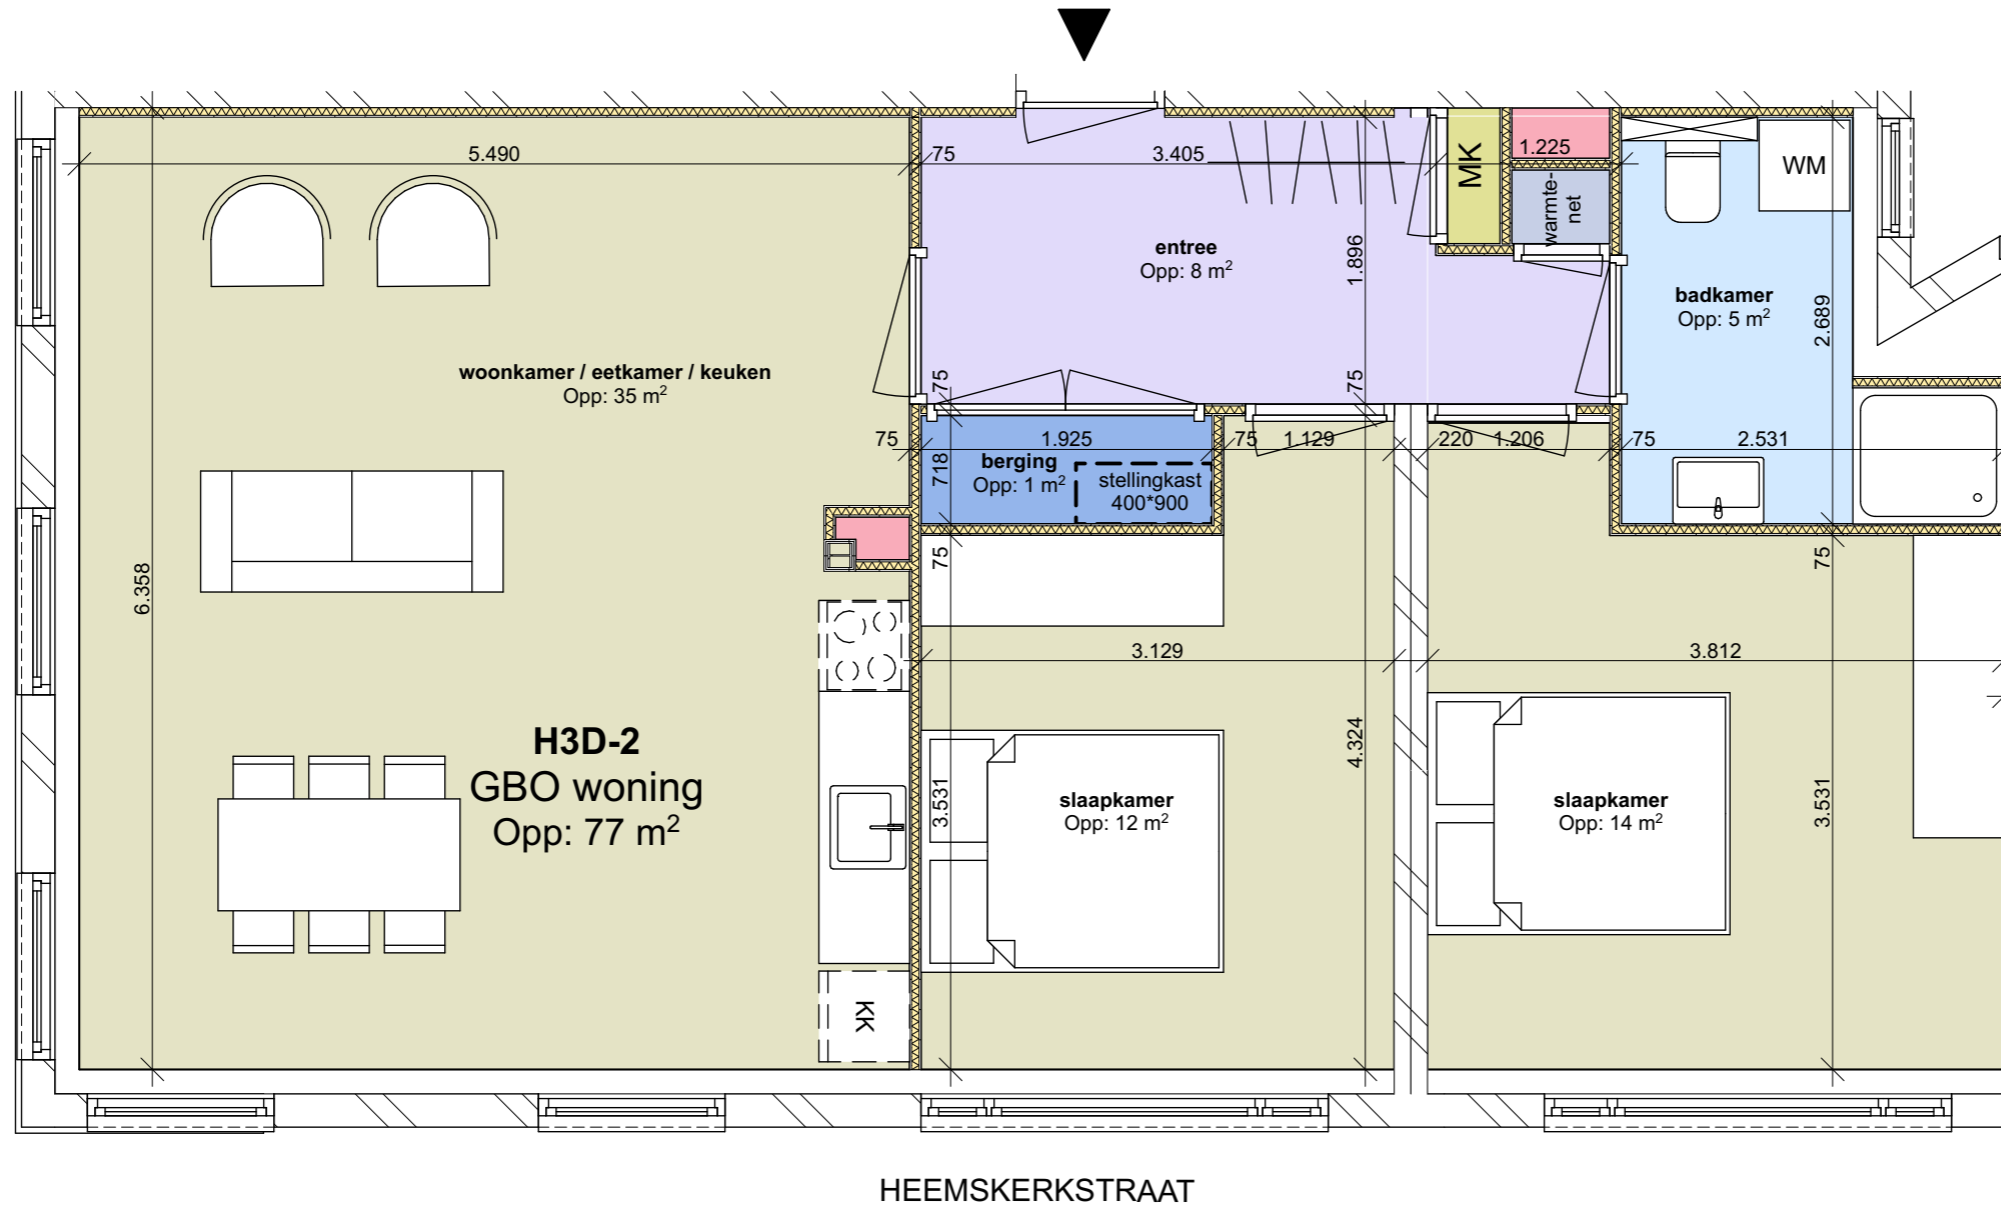 5.490
75
3.405
MK
1.225
warmte-
net
WM
entree
Opp: 8 m²
1.896
badkamer
Opp: 5 m²
2.689
woonkamer / eetkamer / keuken
Opp: 35 m²
75
75
75
1.925
75
1.129
220
1.206
75
2.531
718
berging
Opp: 1 m²
stellingkast
400*900
75
75
6.358
3.129
3.812
H3D-2
GBO woning
Opp: 77 m²
3.531
slaapkamer
Opp: 12 m²
4.324
slaapkamer
Opp: 14 m²
3.531
KK
HEEMSKERKSTRAAT